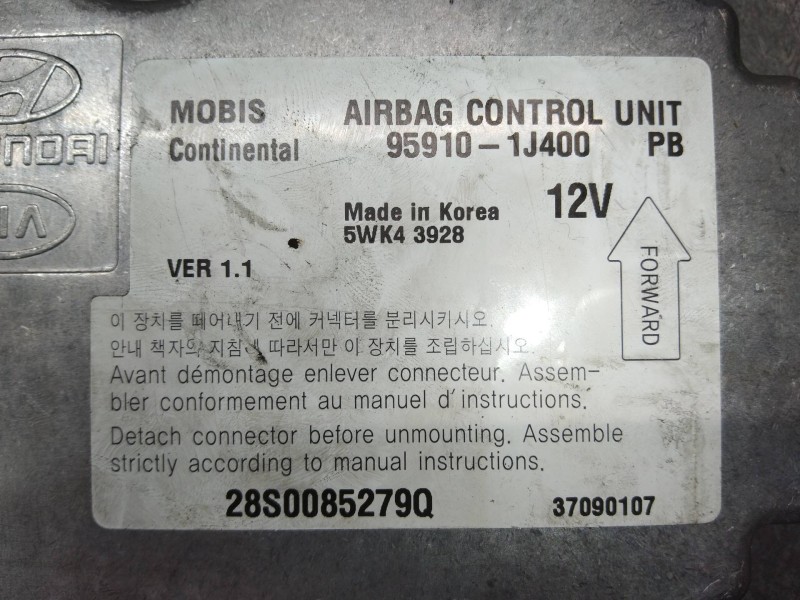 HYUNDAI
KIA
MOBIS AIRBAG CONTROL UNIT
Continental 95910-1J400 PB
Made in Korea 12V
5WK4 3928
VER 1.1
FORWARD
이 장치를 떼어내기 전에 커넥터를 분리시키시오.
안내 책자의 지침에 따라서만 이 장치를 조립하십시오.
Avant démontage enlever connecteur. Assem-
bler conformement au manuel d'instructions.
Detach connector before unmounting. Assemble
strictly according to manual instructions.
28S0085279Q 37090107